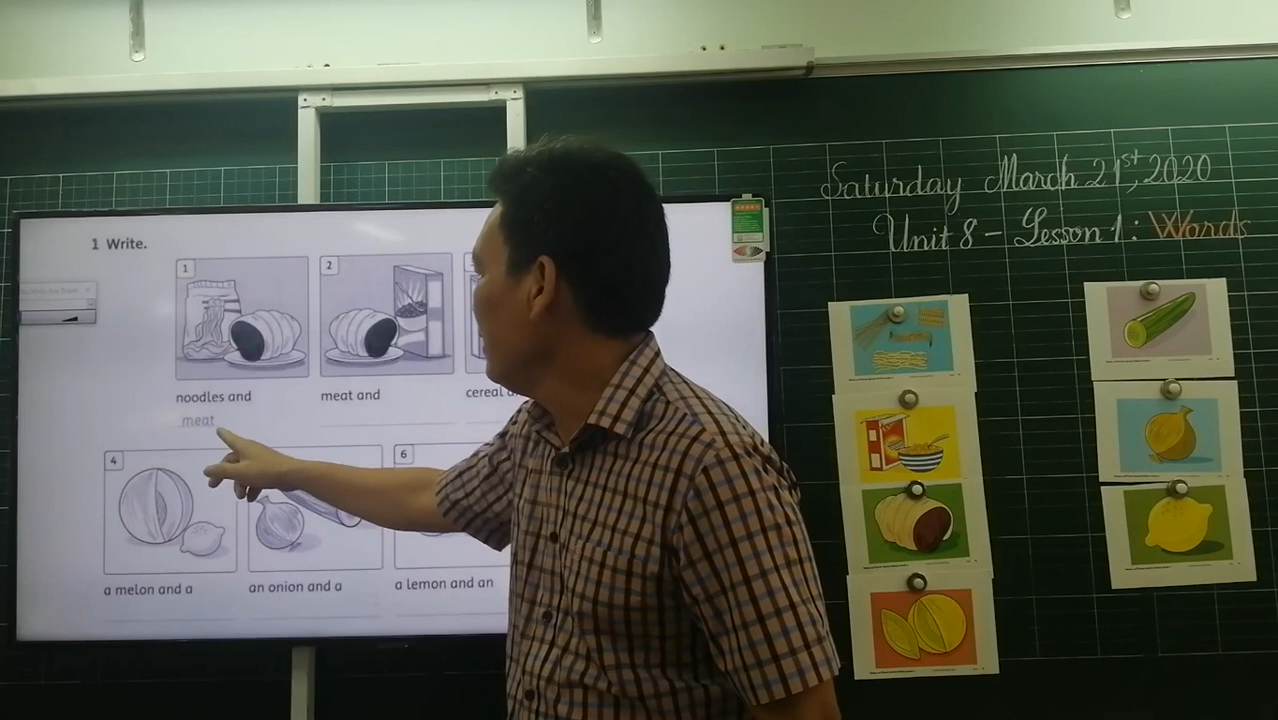 Saturday March 21st, 2020
Unit 8 - Lesson 1: Words
1 Write.
1
2
noodles and
meat and
cereal
meat
4
6
a melon and a
an onion and a
a lemon and an